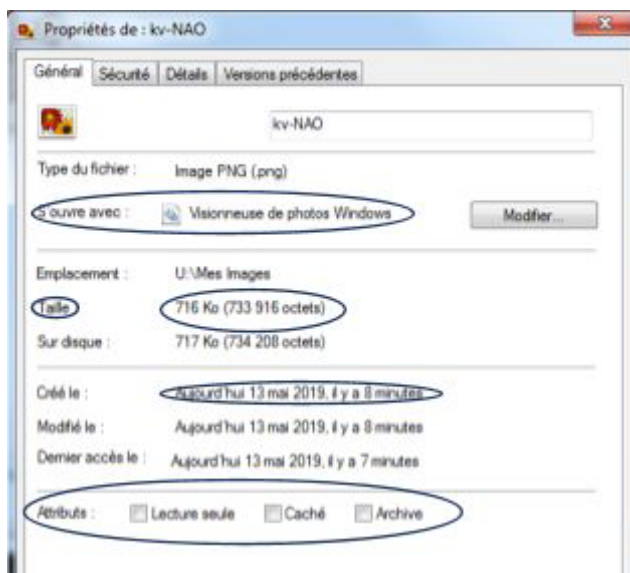 Propriétés de : kv-NAO
Général Sécurité Détails Versions précédentes
kv-NAO
Type du fichier : Image PNG (.png)
S'ouvre avec : Visionneuse de photos Windows Modifier...
Emplacement : U:\Mes Images
Taille 716 Ko (733 916 octets)
Sur disque : 717 Ko (734 208 octets)
Créé le : Aujourd'hui 13 mai 2019, il y a 8 minutes
Modifié le : Aujourd'hui 13 mai 2019, il y a 8 minutes
Dernier accès le : Aujourd'hui 13 mai 2019, il y a 7 minutes
Attributs : Lecture seule Caché Archive